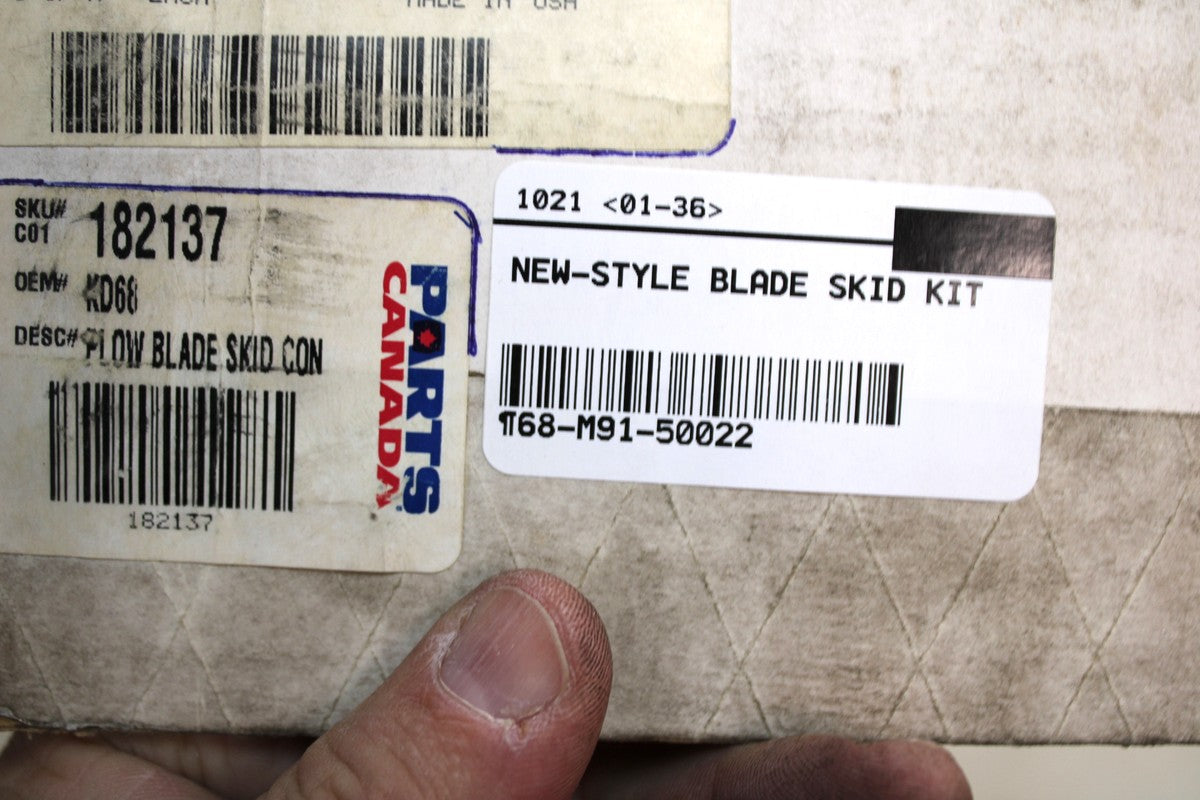 MADE IN USA
SKU# 182137
C01
OEM# KD68
DESC# PLOW BLADE SKID CON
182137
PARTS
CANADA
1021 <01-36>
NEW-STYLE BLADE SKID KIT
¶68-M91-50022